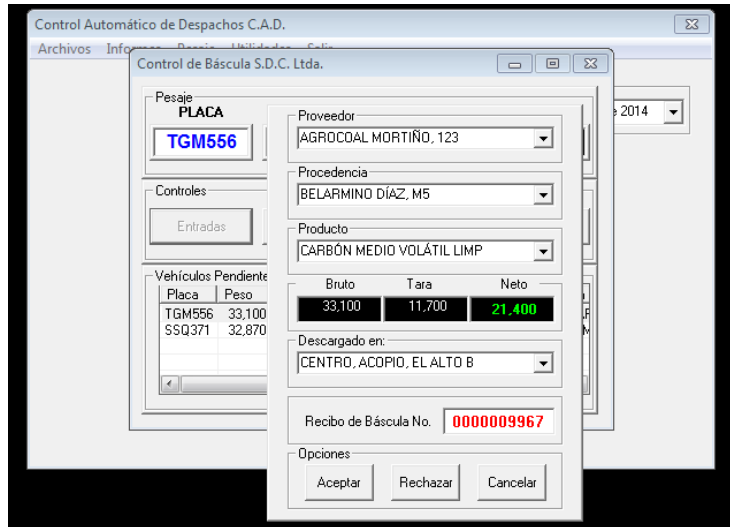 Control Automático de Despachos C.A.D.
Archivos
Control de Báscula S.D.C. Ltda.
Pesaje
PLACA
TGM556
2014
Controles
Entradas
Vehículos Pendiente
Placa Peso
TGM556 33,100
SSQ371 32,870
Proveedor
AGROCOAL MORTIÑO, 123
Procedencia
BELARMINO DÍAZ, M5
Producto
CARBÓN MEDIO VOLÁTIL LIMP
Bruto Tara Neto
33,100 11,700 21,400
Descargado en:
CENTRO, ACOPIO, EL ALTO B
Recibo de Báscula No. 0000009967
Opciones
Aceptar Rechazar Cancelar